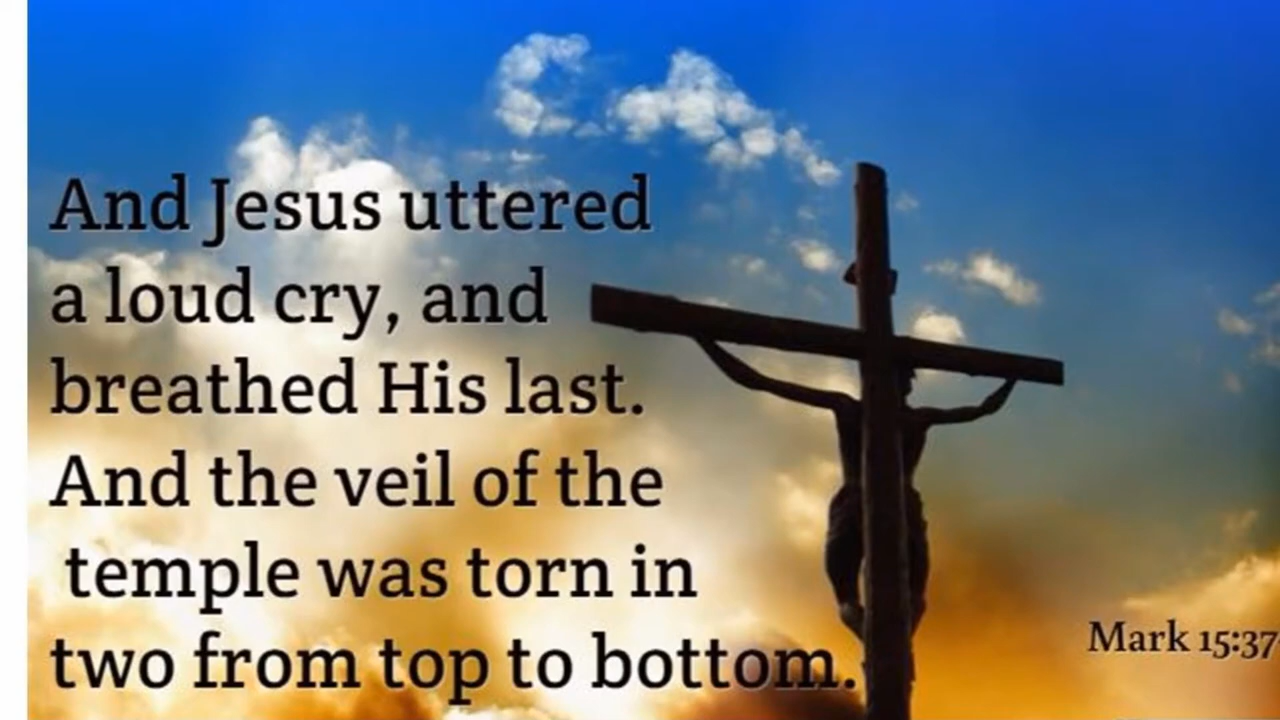 And Jesus uttered
a loud cry, and
breathed His last.
And the veil of the
temple was torn in
two from top to bottom.
Mark 15:37